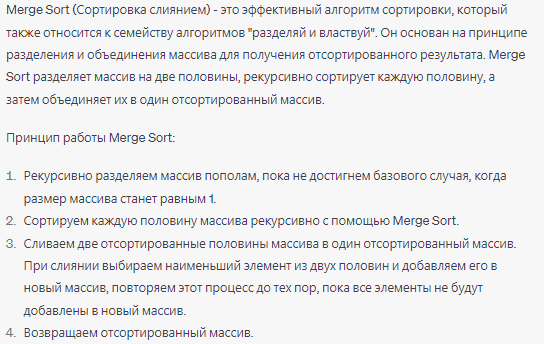 Merge Sort (Сортировка слиянием) - это эффективный алгоритм сортировки, который
также относится к семейству алгоритмов "разделяй и властвуй". Он основан на принципе
разделения и объединения массива для получения отсортированного результата. Merge
Sort разделяет массив на две половины, рекурсивно сортирует каждую половину, а
затем объединяет их в один отсортированный массив.
Принцип работы Merge Sort:
1. Рекурсивно разделяем массив пополам, пока не достигнем базового случая, когда
размер массива станет равным 1.
2. Сортируем каждую половину массива рекурсивно с помощью Merge Sort.
3. Сливаем две отсортированные половины массива в один отсортированный массив.
При слиянии выбираем наименьший элемент из двух половин и добавляем его в
новый массив, повторяем этот процесс до тех пор, пока все элементы не будут
добавлены в новый массив.
4. Возвращаем отсортированный массив.